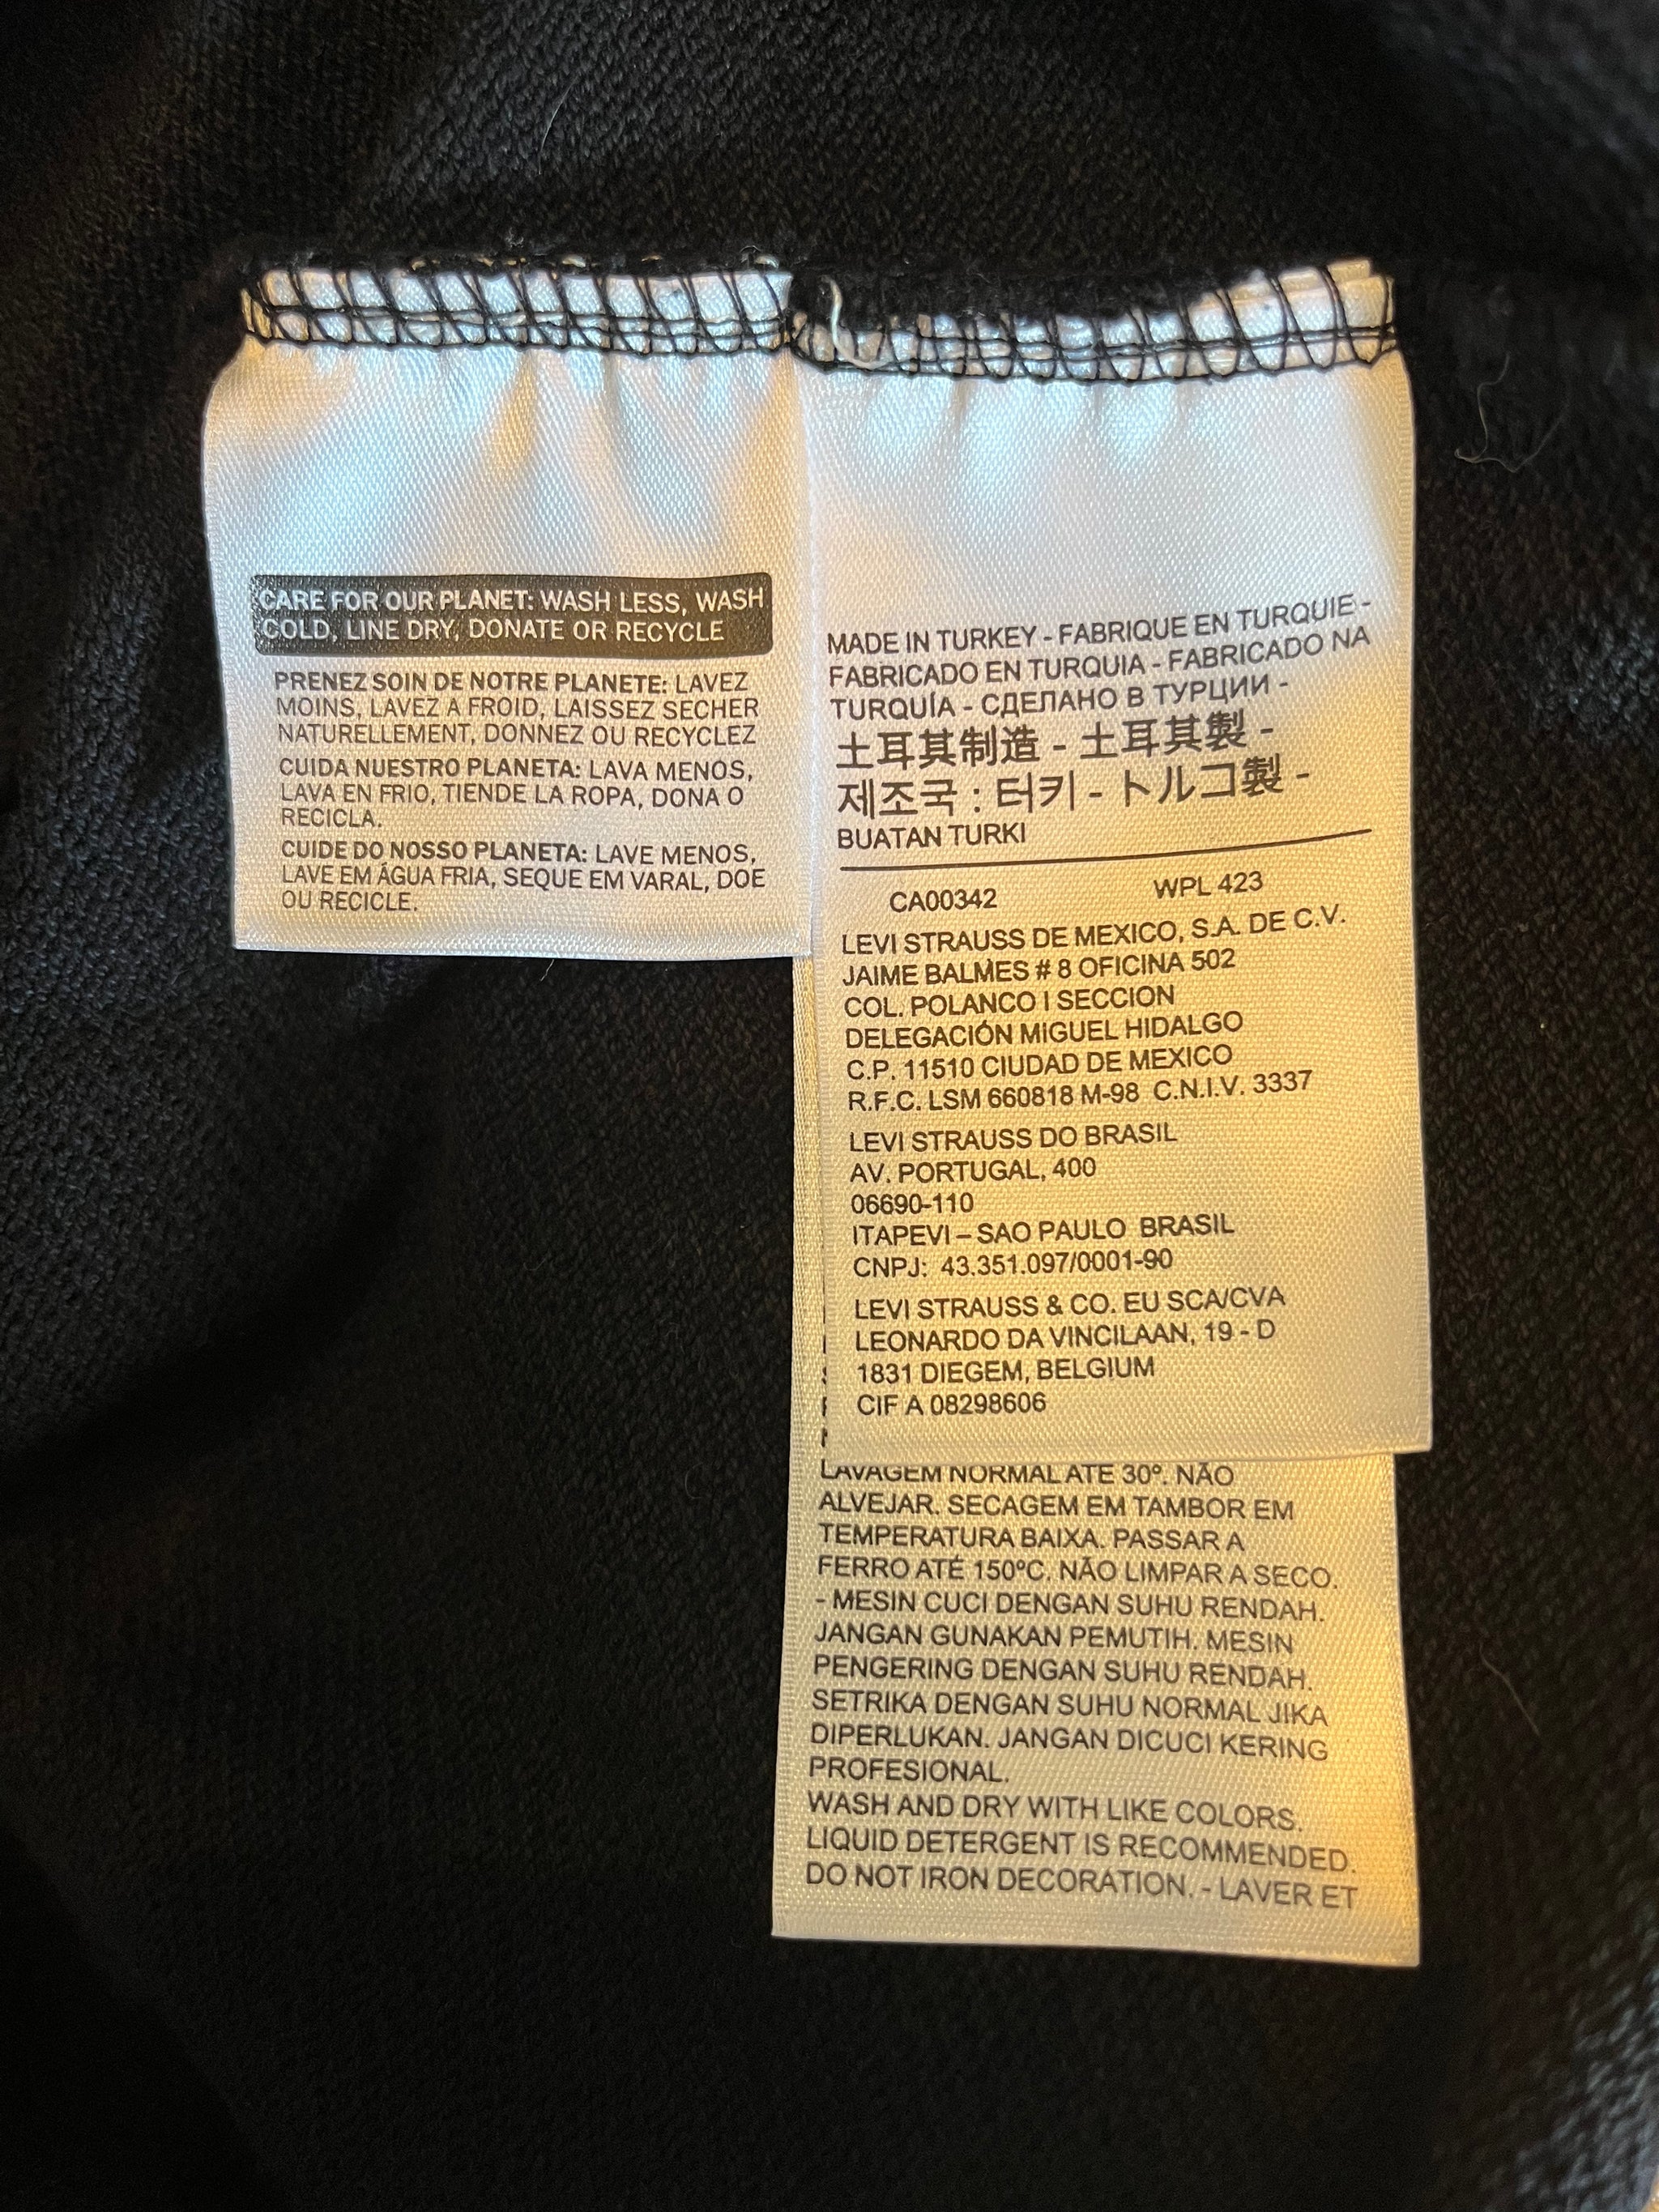 CARE FOR OUR PLANET: WASH LESS, WASH
COLD, LINE DRY, DONATE OR RECYCLE
PRENEZ SOIN DE NOTRE PLANETE: LAVEZ
MOINS, LAVEZ A FROID, LAISSEZ SECHER
NATURELLEMENT, DONNEZ OU RECYCLEZ
CUIDA NUESTRO PLANETA: LAVA MENOS,
LAVA EN FRIO, TIENDE LA ROPA, DONA O
RECICLA.
CUIDE DO NOSSO PLANETA: LAVE MENOS,
LAVE EM ÁGUA FRIA, SEQUE EM VARAL, DOE
OU RECICLE.
MADE IN TURKEY - FABRIQUE EN TURQUIE -
FABRICADO EN TURQUIA - FABRICADO NA
TURQUÍA - СДЕЛАНО В ТУРЦИИ -
土耳其制造 - 土耳其製 -
제조국 : 터키 - トルコ製 -
BUATAN TURKI
CA00342 WPL 423
LEVI STRAUSS DE MEXICO, S.A. DE C.V.
JAIME BALMES # 8 OFICINA 502
COL. POLANCO I SECCION
DELEGACIÓN MIGUEL HIDALGO
C.P. 11510 CIUDAD DE MEXICO
R.F.C. LSM 660818 M-98 C.N.I.V. 3337
LEVI STRAUSS DO BRASIL
AV. PORTUGAL, 400
06690-110
ITAPEVI – SAO PAULO BRASIL
CNPJ: 43.351.097/0001-90
LEVI STRAUSS & CO. EU SCA/CVA
LEONARDO DA VINCILAAN, 19 - D
1831 DIEGEM, BELGIUM
CIF A 08298606
LAVAGEM NORMAL ATE 30º. NÃO
ALVEJAR. SECAGEM EM TAMBOR EM
TEMPERATURA BAIXA. PASSAR A
FERRO ATÉ 150ºC. NÃO LIMPAR A SECO.
- MESIN CUCI DENGAN SUHU RENDAH.
JANGAN GUNAKAN PEMUTIH. MESIN
PENGERING DENGAN SUHU RENDAH.
SETRIKA DENGAN SUHU NORMAL JIKA
DIPERLUKAN. JANGAN DICUCI KERING
PROFESIONAL.
WASH AND DRY WITH LIKE COLORS.
LIQUID DETERGENT IS RECOMMENDED.
DO NOT IRON DECORATION. - LAVER ET